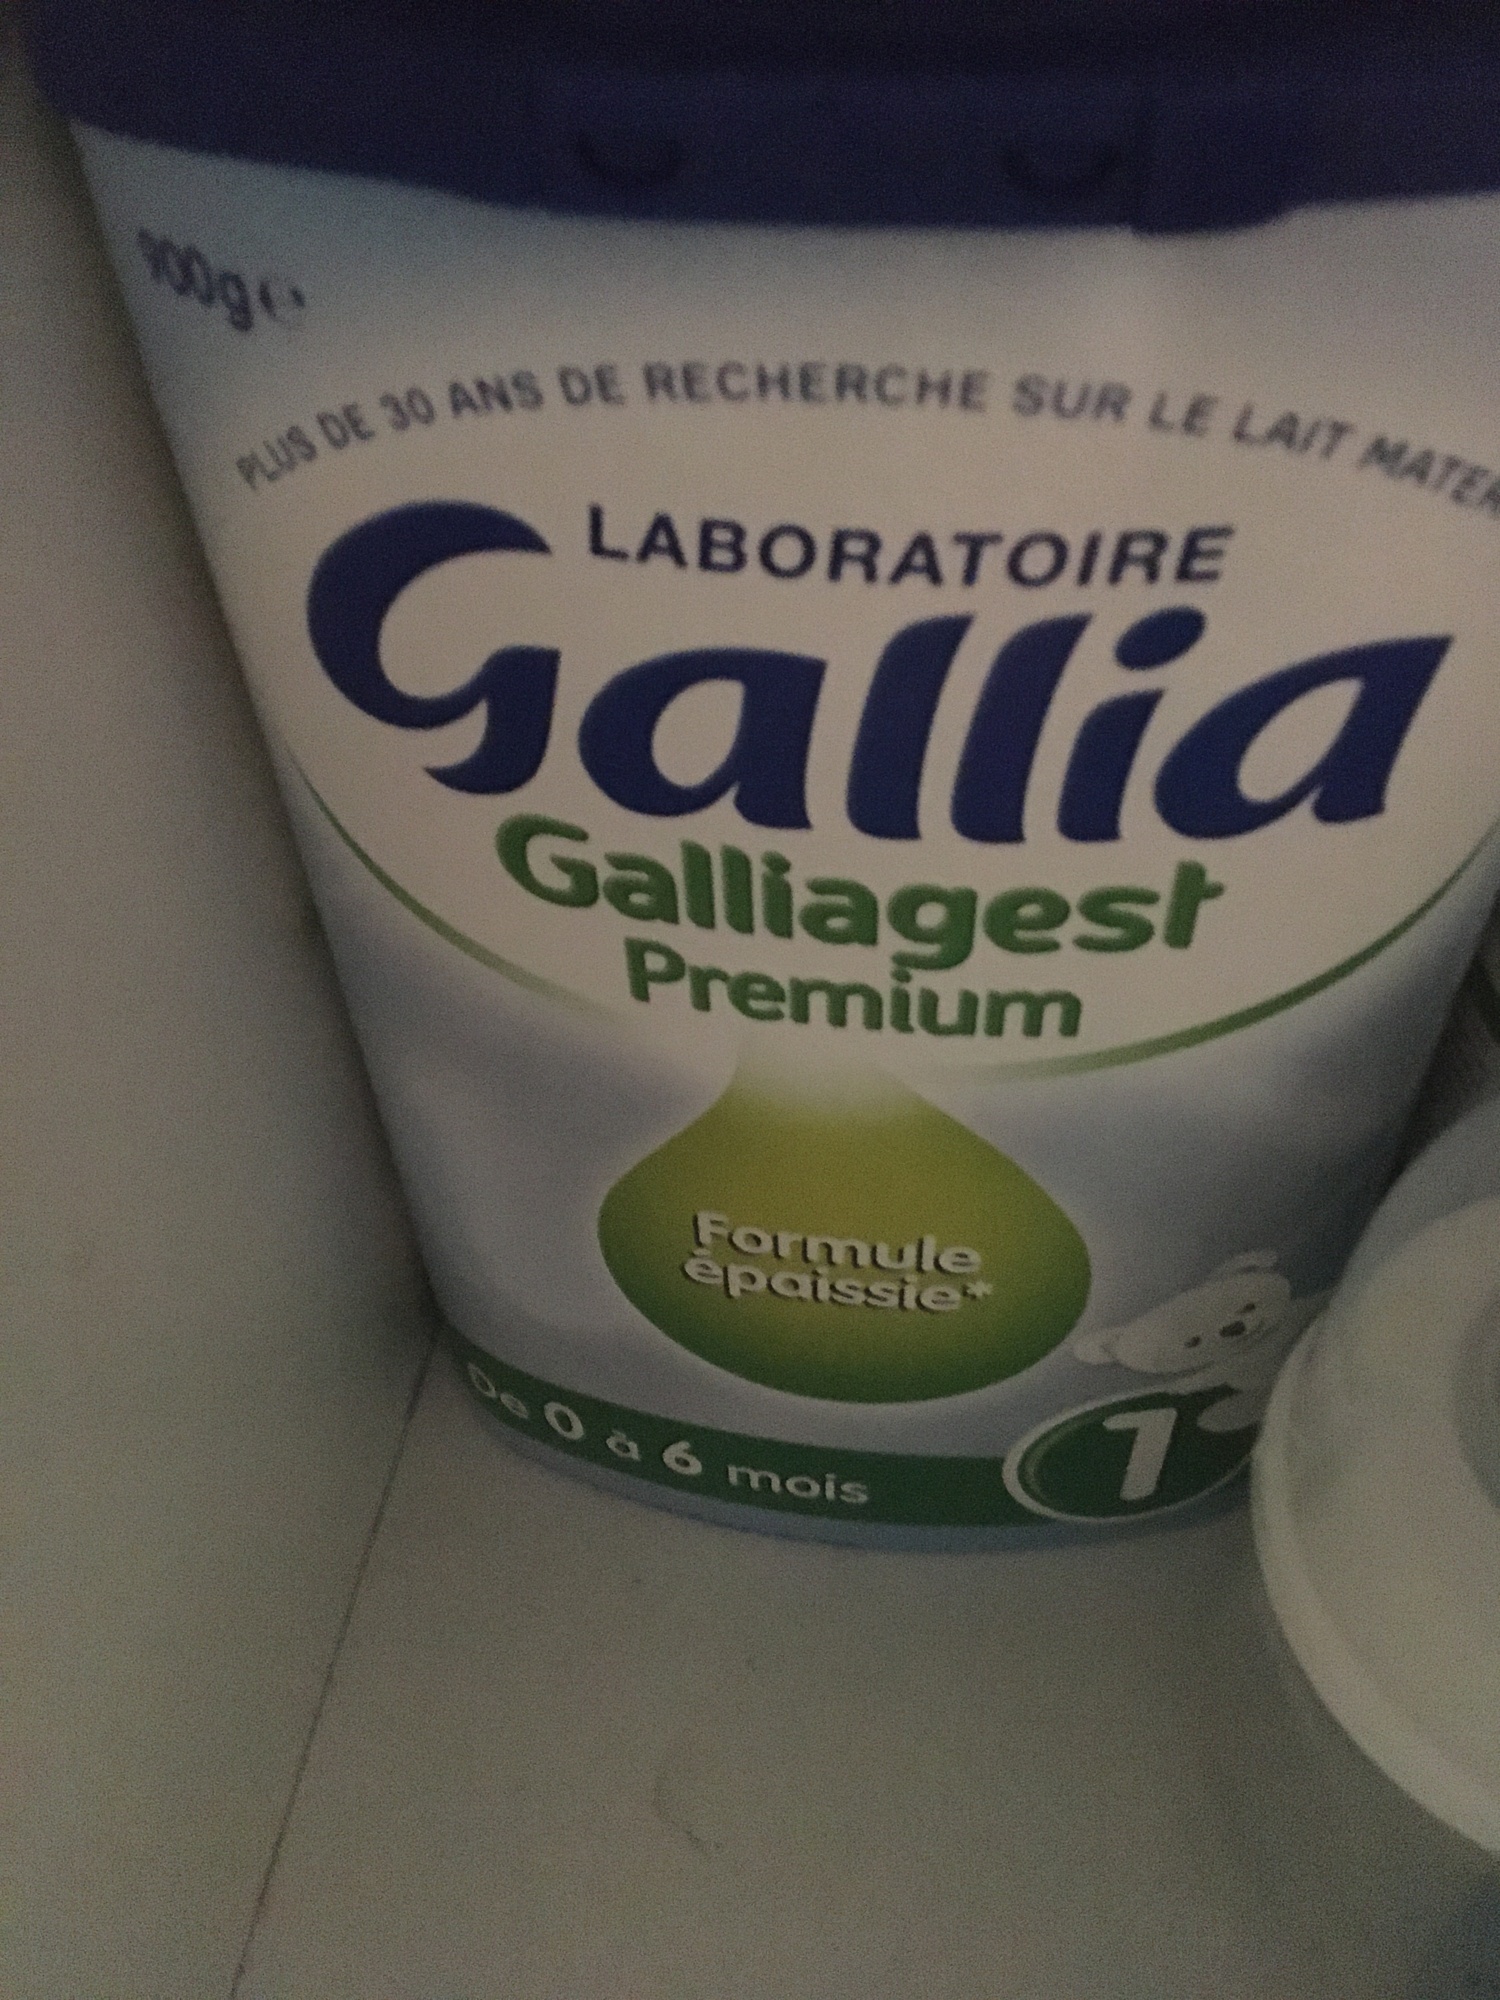 900g e
PLUS DE 30 ANS DE RECHERCHE SUR LE LAIT MATER
LABORATOIRE
Gallia
Galliagest
Premium
Formule
épaissie*
De 0 à 6 mois
1